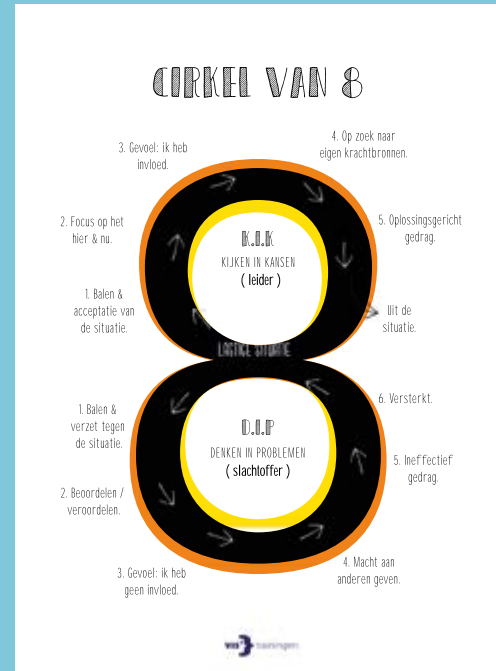 CIRKEL VAN 8
3. Gevoel: ik heb
invloed.
4. Op zoek naar
eigen krachtbronnen.
2. Focus op het
hier & nu.
5. Oplossingsgericht
gedrag.
K.I.K
KIJKEN IN KANSEN
( leider )
1. Balen &
acceptatie van
de situatie.
Uit de
situatie.
LASTIGE SITUATIE
1. Balen &
verzet tegen
de situatie.
6. Versterkt.
D.I.P
DENKEN IN PROBLEMEN
( slachtoffer )
5. Ineffectief
gedrag.
2. Beoordelen /
veroordelen.
3. Gevoel: ik heb
geen invloed.
4. Macht aan
anderen geven.
trainingen